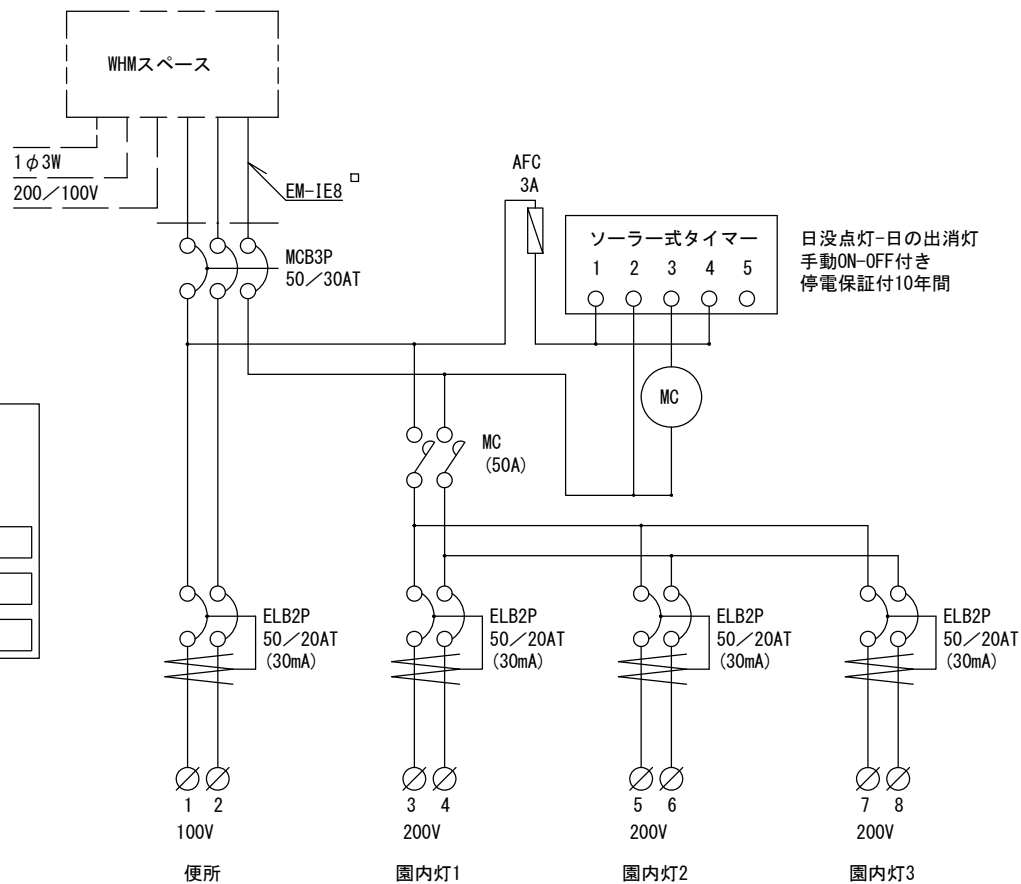 WHMスペース
1φ3W
200/100V
EM-IE8□
MCB3P
50/30AT
AFC
3A
ソーラー式タイマー
1 2 3 4 5
日没点灯-日の出消灯
手動ON-OFF付き
停電保証付10年間
MC
MC
(50A)
ELB2P
50/20AT
(30mA)
ELB2P
50/20AT
(30mA)
ELB2P
50/20AT
(30mA)
ELB2P
50/20AT
(30mA)
1 2
100V
便所
3 4
200V
園内灯1
5 6
200V
園内灯2
7 8
200V
園内灯3